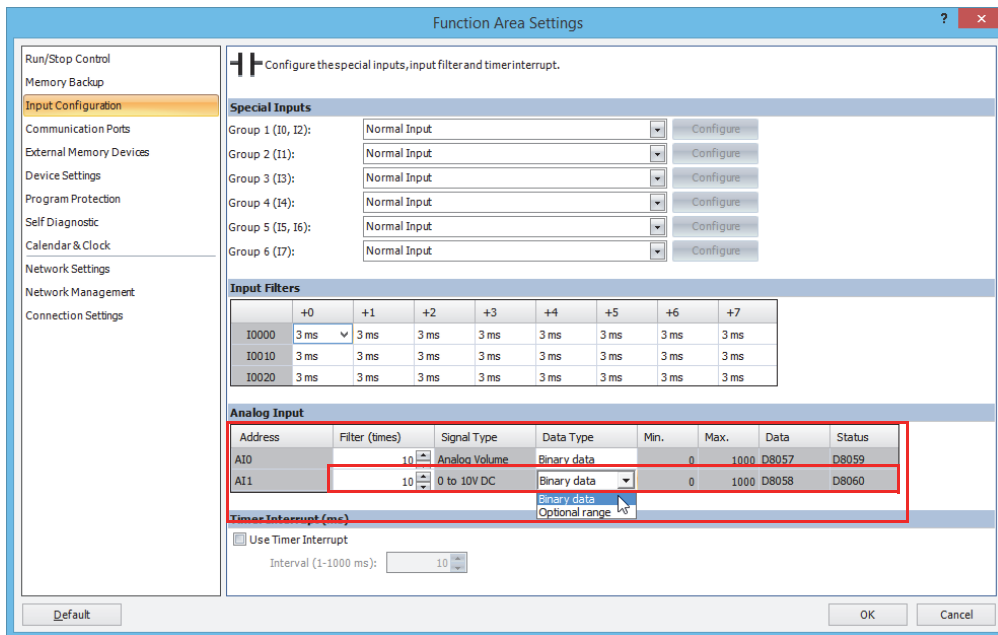 Function Area Settings
?
Run/Stop Control
Memory Backup
Input Configuration
Communication Ports
External Memory Devices
Device Settings
Program Protection
Self Diagnostic
Calendar & Clock
Network Settings
Network Management
Connection Settings
Configure the special inputs, input filter and timer interrupt.
Special Inputs
Group 1 (I0, I2): Normal Input Configure
Group 2 (I1): Normal Input Configure
Group 3 (I3): Normal Input Configure
Group 4 (I4): Normal Input Configure
Group 5 (I5, I6): Normal Input Configure
Group 6 (I7): Normal Input Configure
Input Filters
+0 +1 +2 +3 +4 +5 +6 +7
I0000 3 ms 3 ms 3 ms 3 ms 3 ms 3 ms 3 ms 3 ms
I0010 3 ms 3 ms 3 ms 3 ms 3 ms 3 ms 3 ms 3 ms
I0020 3 ms 3 ms 3 ms 3 ms 3 ms 3 ms 3 ms 3 ms
Analog Input
Address Filter (times) Signal Type Data Type Min. Max. Data Status
AI0 10 Analog Volume Binary data 0 1000 D8057 D8059
AI1 10 0 to 10V DC Binary data 0 1000 D8058 D8060
Binary data
Optional range
Timer Interrupt (ms)
Use Timer Interrupt
Interval (1-1000 ms): 10
Default OK Cancel